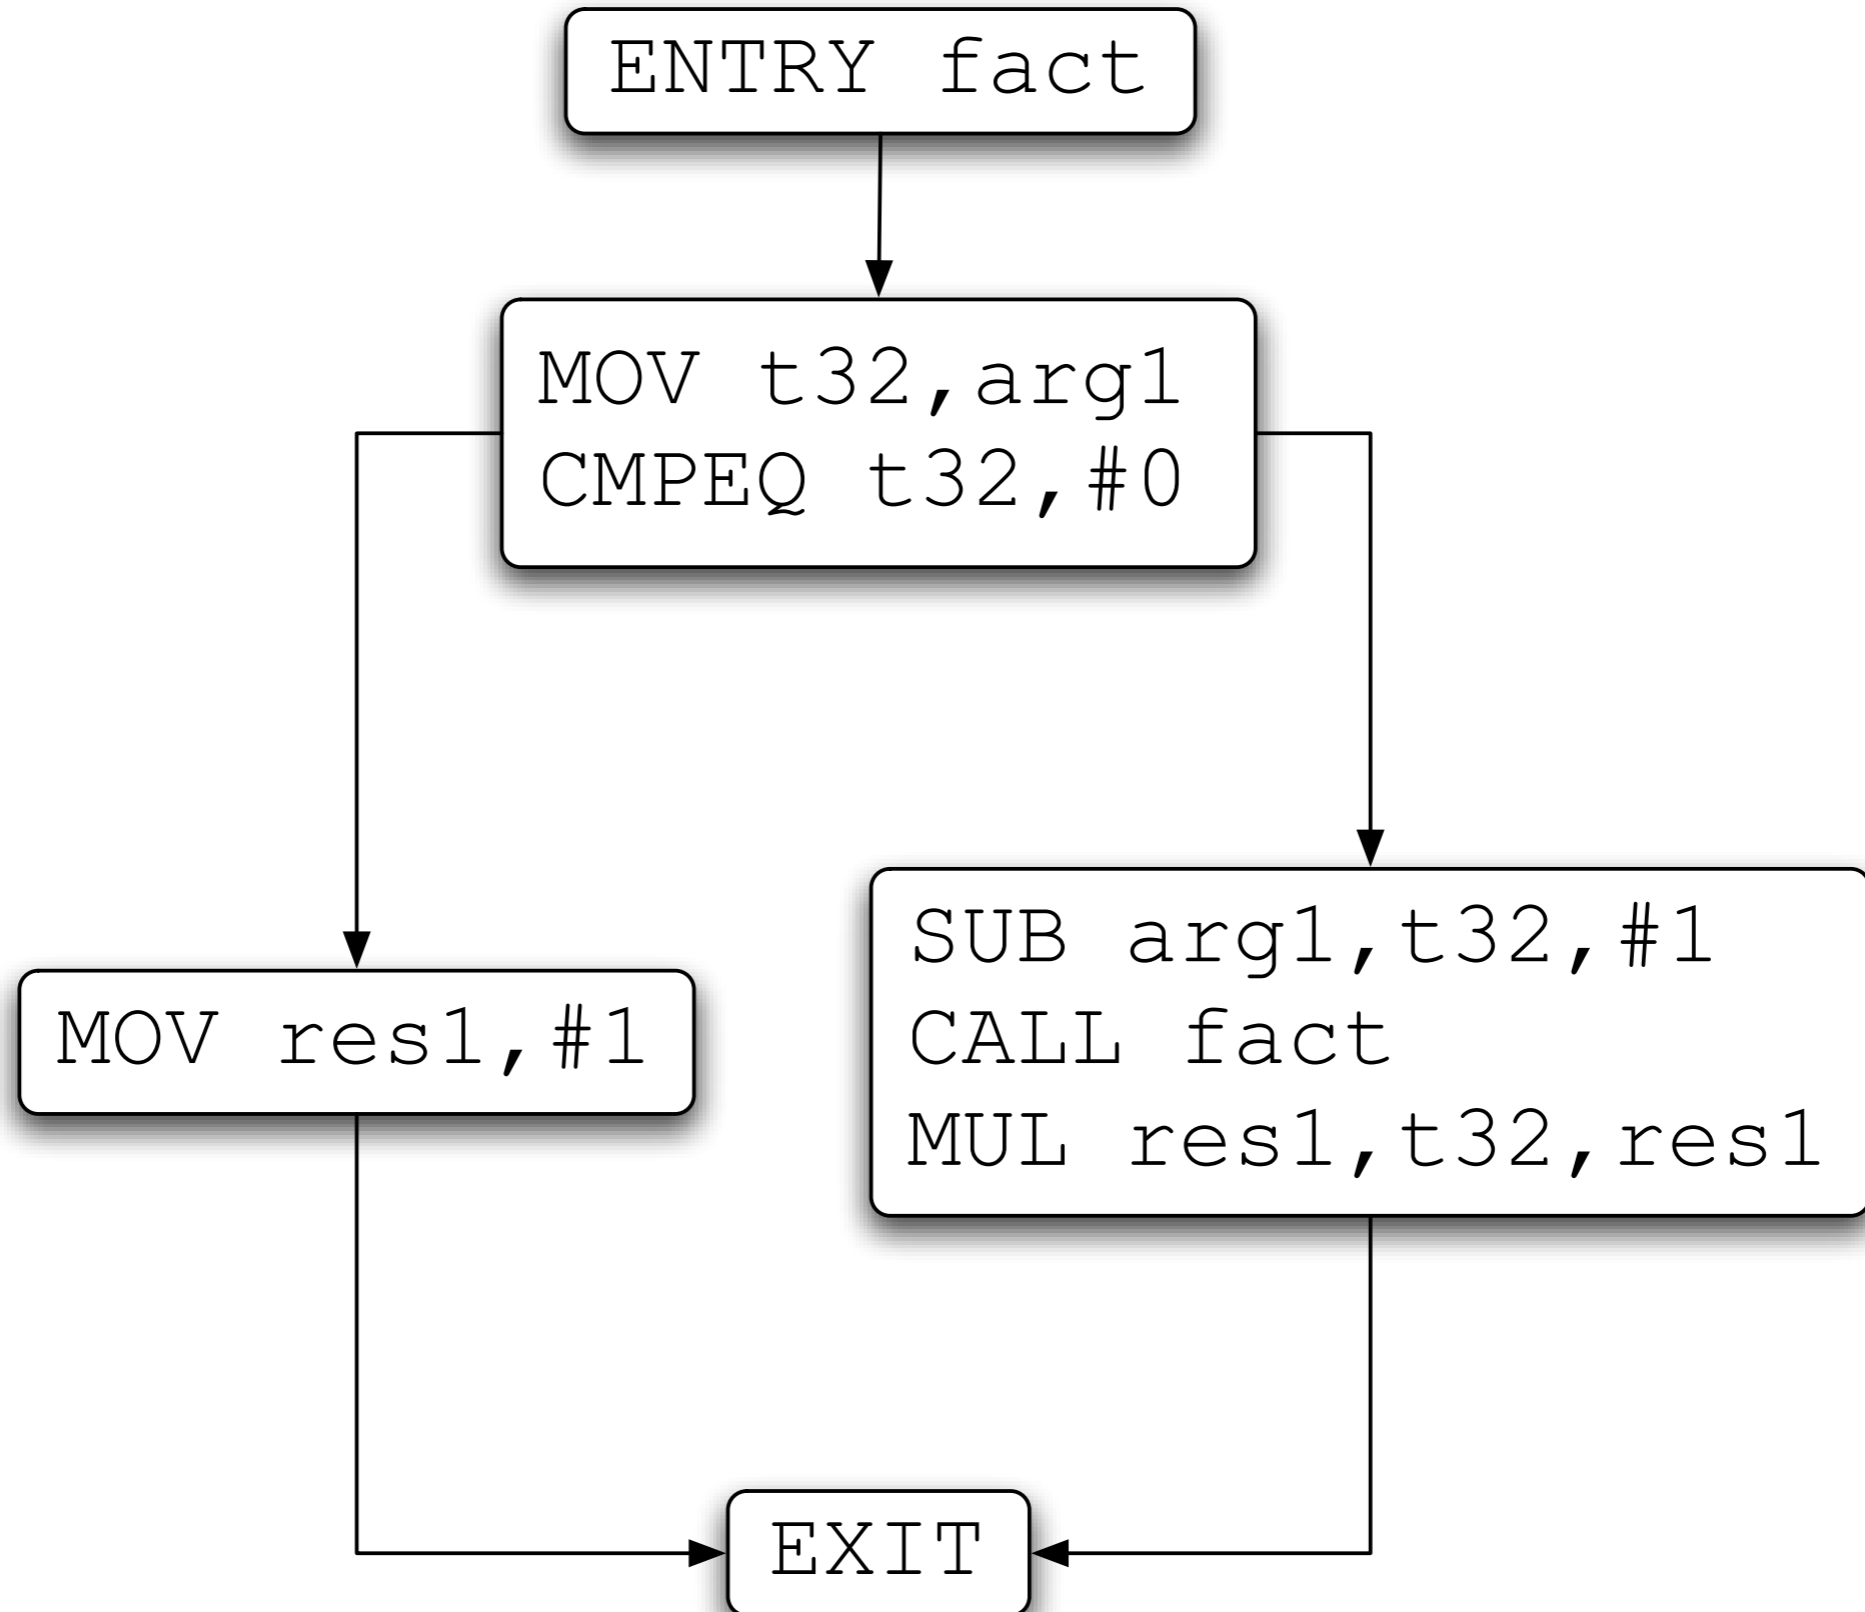 ENTRY fact
MOV t32,arg1
CMPEQ t32,#0
MOV res1,#1
SUB arg1,t32,#1
CALL fact
MUL res1,t32,res1
EXIT